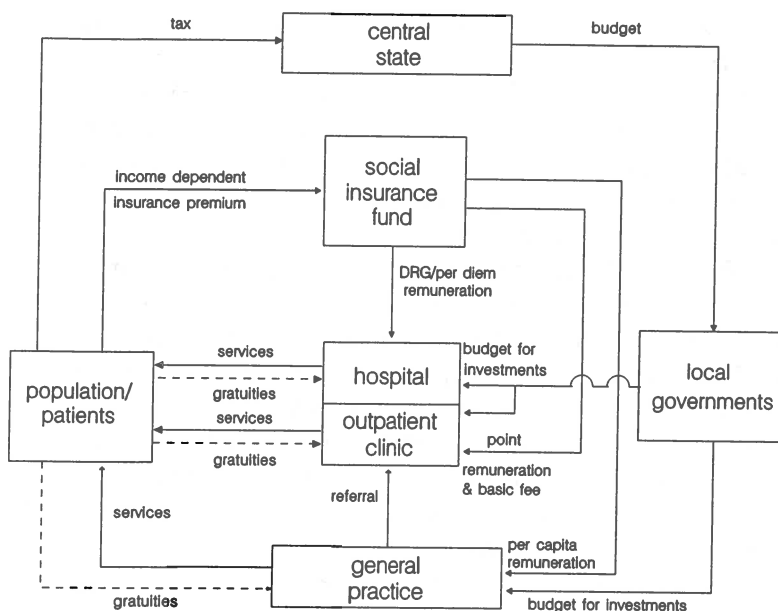 tax
central
state
budget
income dependent
insurance premium
social
insurance
fund
DRG/per diem
remuneration
services
gratuities
services
gratuities
population/
patients
hospital
outpatient
clinic
budget for
investments
local
governments
point
remuneration
& basic fee
referral
services
per capita
remuneration
general
practice
gratuities
budget for investments